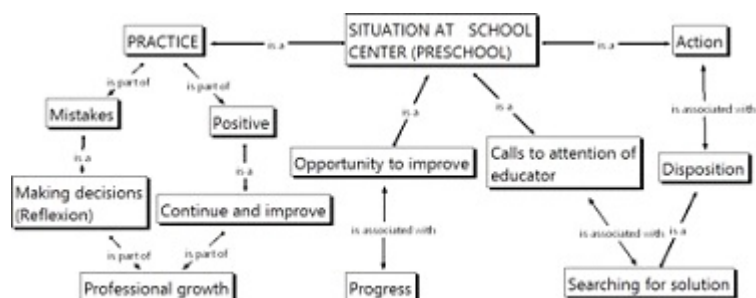 SITUATION AT SCHOOL
CENTER (PRESCHOOL)
PRACTICE
is a
is a
Action
is part of
is part of
is a
is a
is associated with
Mistakes
Positive
Opportunity to improve
Calls to attention of
educator
Disposition
is a
is a
Making decisions
(Reflexion)
Continue and improve
is associated with
is associated with
is a
is part of
is part of
Professional growth
Progress
Searching for solution